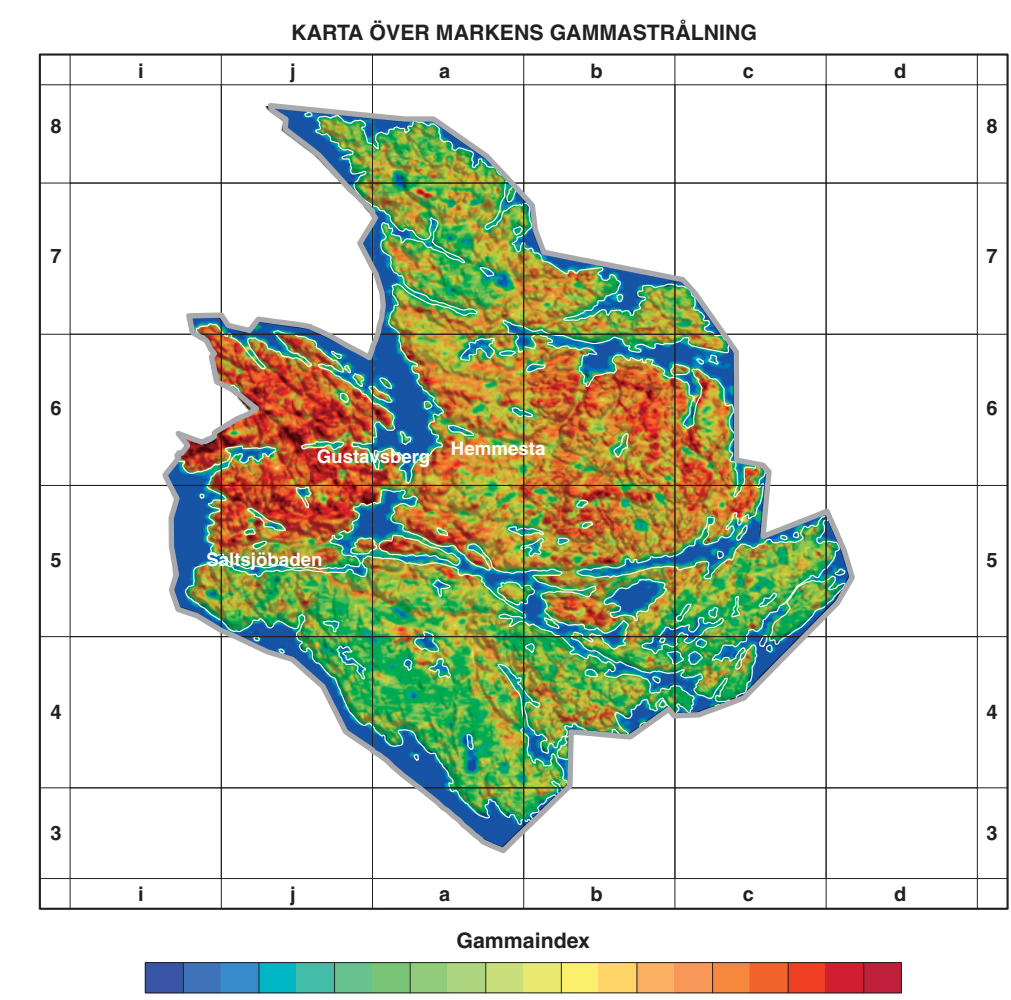 KARTA ÖVER MARKENS GAMMASTRÅLNING
i j a b c d
8 8
7 7
6 6
Hemmesta
Gustavsberg
5 5
Saltsjöbaden
4 4
3 3
i j a b c d
Gammaindex